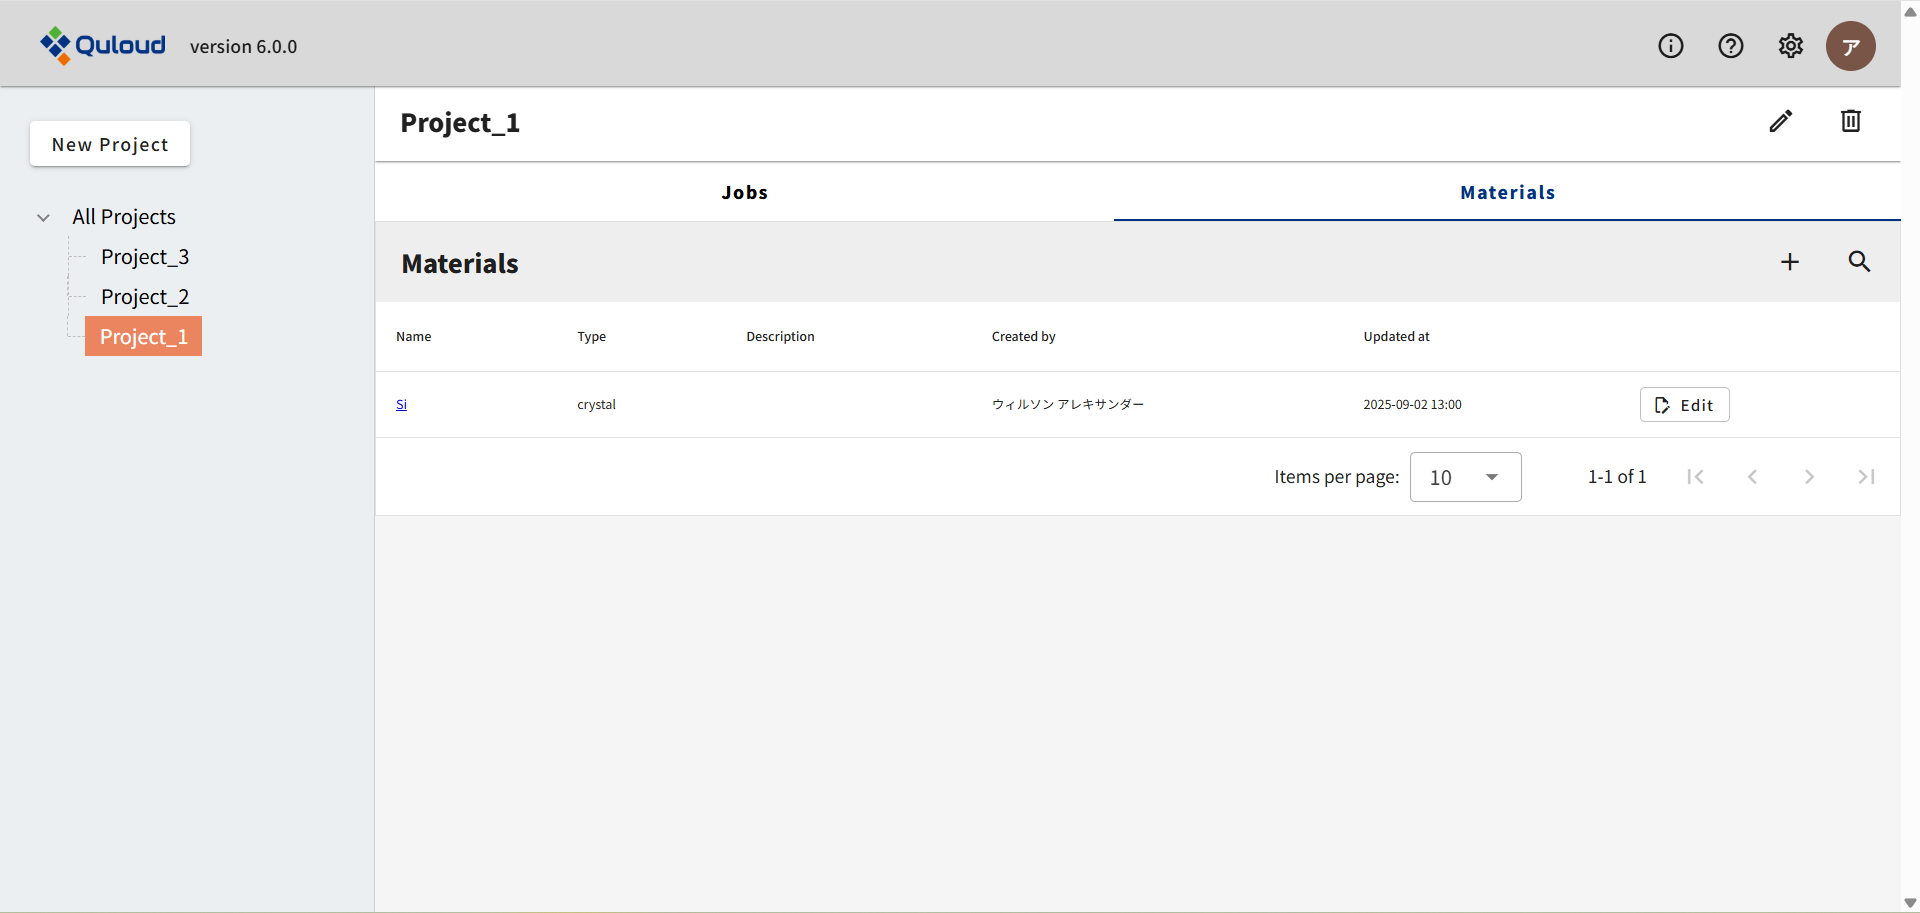 Quloud version 6.0.0
ア
New Project
All Projects
Project_3
Project_2
Project_1
Project_1
Jobs Materials
Materials
Name Type Description Created by Updated at
Si crystal ウィルソン アレキサンダー 2025-09-02 13:00 Edit
Items per page: 10 1-1 of 1